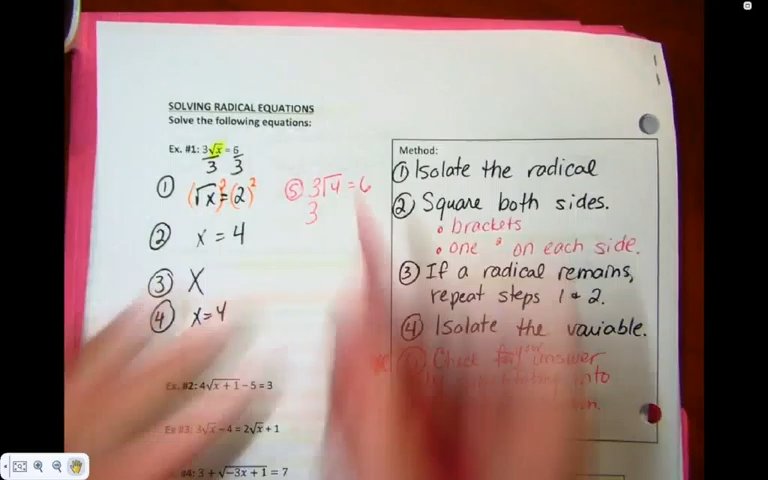 SOLVING RADICAL EQUATIONS
Solve the following equations:
Ex. #1: 3√x = 6
3 3
① (√x)² = (2)²
② x = 4
③ X
④ x=4
⑤ 3√4 = 6
3
Method:
① Isolate the radical
② Square both sides.
• brackets
• one ² on each side.
③ If a radical remains, 
repeat steps 1 & 2.
④ Isolate the variable.
Check your answer
into
Ex. #2: 4√x + 1 − 5 = 3
Ex #3: 3√x − 4 = 2√x + 1
#4: 3 + √−3x + 1 = 7